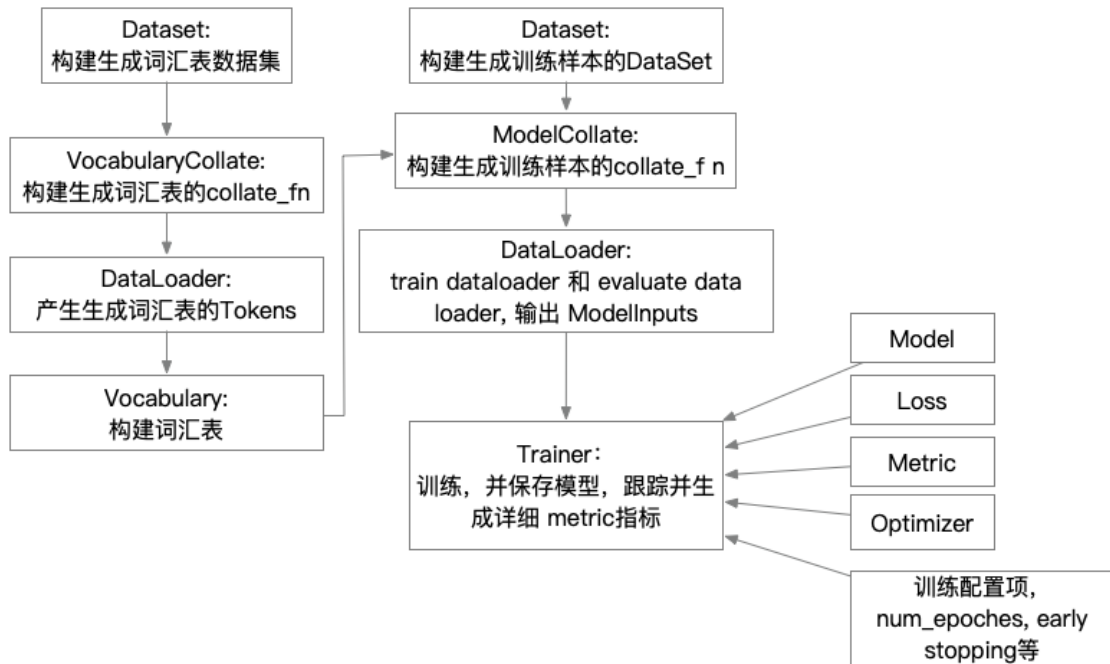 Dataset:
构建生成词汇表数据集
VocabularyCollate:
构建生成词汇表的collate_fn
DataLoader:
产生生成词汇表的Tokens
Vocabulary:
构建词汇表
Dataset:
构建生成训练样本的DataSet
ModelCollate:
构建生成训练样本的collate_f n
DataLoader:
train dataloader 和 evaluate data
loader, 输出 ModelInputs
Trainer：
训练，并保存模型，跟踪并生
成详细 metric指标
Model
Loss
Metric
Optimizer
训练配置项,
num_epoches, early
stopping等